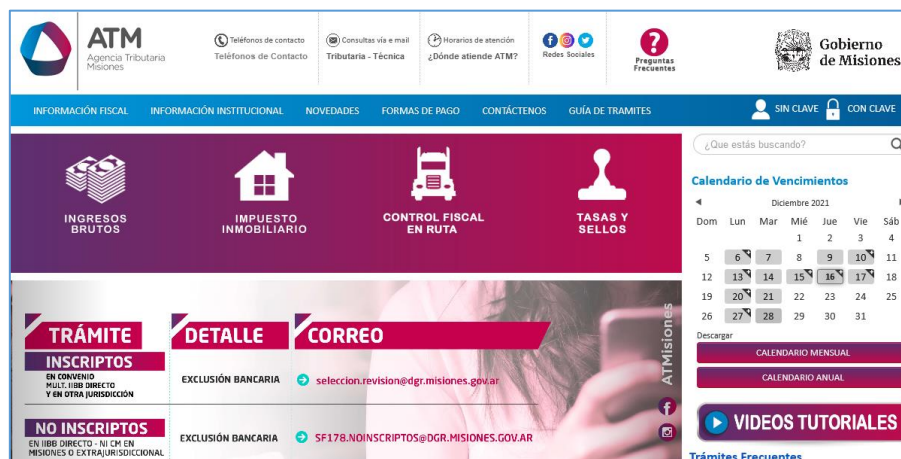 ATM
Agencia Tributaria
Misiones
Teléfonos de contacto
Teléfonos de Contacto
Consultas vía e mail
Tributaria - Técnica
Horarios de atención
¿Dónde atiende ATM?
Redes Sociales
Preguntas
Frecuentes
Gobierno
de Misiones
INFORMACIÓN FISCAL
INFORMACIÓN INSTITUCIONAL
NOVEDADES
FORMAS DE PAGO
CONTÁCTENOS
GUÍA DE TRAMITES
SIN CLAVE
CON CLAVE
INGRESOS
BRUTOS
IMPUESTO
INMOBILIARIO
CONTROL FISCAL
EN RUTA
TASAS Y
SELLOS
¿Que estás buscando?
Calendario de Vencimientos
Diciembre 2021
Dom Lun Mar Mié Jue Vie Sáb
1 2 3 4
5 6 7 8 9 10 11
12 13 14 15 16 17 18
19 20 21 22 23 24 25
26 27 28 29 30 31
Descargar
CALENDARIO MENSUAL
CALENDARIO ANUAL
VIDEOS TUTORIALES
Trámites Frecuentes
TRÁMITE
DETALLE
CORREO
INSCRIPTOS
EN CONVENIO
MULT. IIBB DIRECTO
Y EN OTRA JURISDICCIÓN
EXCLUSIÓN BANCARIA
seleccion.revision@dgr.misiones.gov.ar
NO INSCRIPTOS
EN IIBB DIRECTO - NI CM EN
MISIONES O EXTRAJURISDICCIONAL
EXCLUSIÓN BANCARIA
SF178.NOINSCRIPTOS@DGR.MISIONES.GOV.AR
ATMisiones